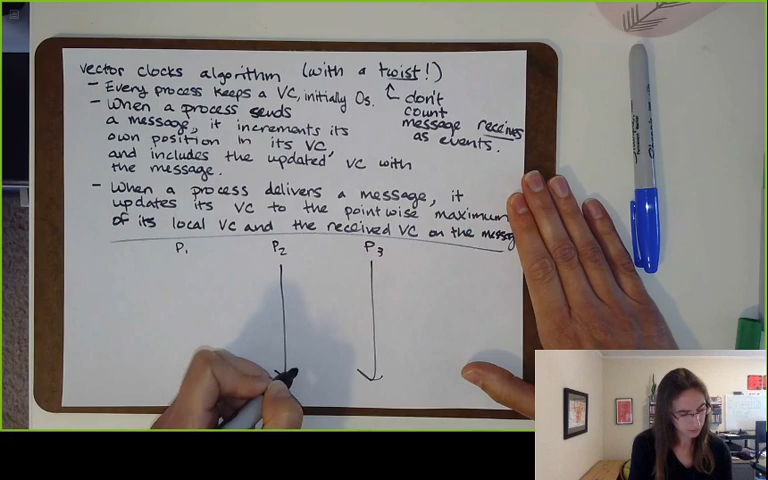 vector clocks algorithm (with a twist!)
- Every process keeps a VC, initially 0s.
don't
count
message receives
as events.
- When a process sends
a message, it increments its
own position in its VC,
and includes the updated VC with
the message.
- When a process delivers a message, it
updates its VC to the pointwise maximum
of its local VC and the received VC on the
P1 P2 P3